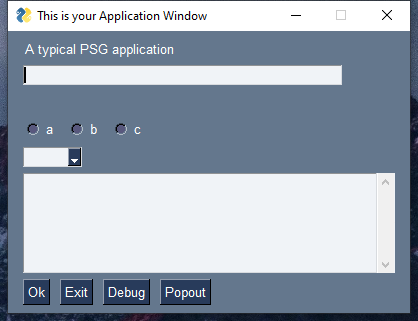 This is your Application Window
A typical PSG application
a b c
Ok Exit Debug Popout